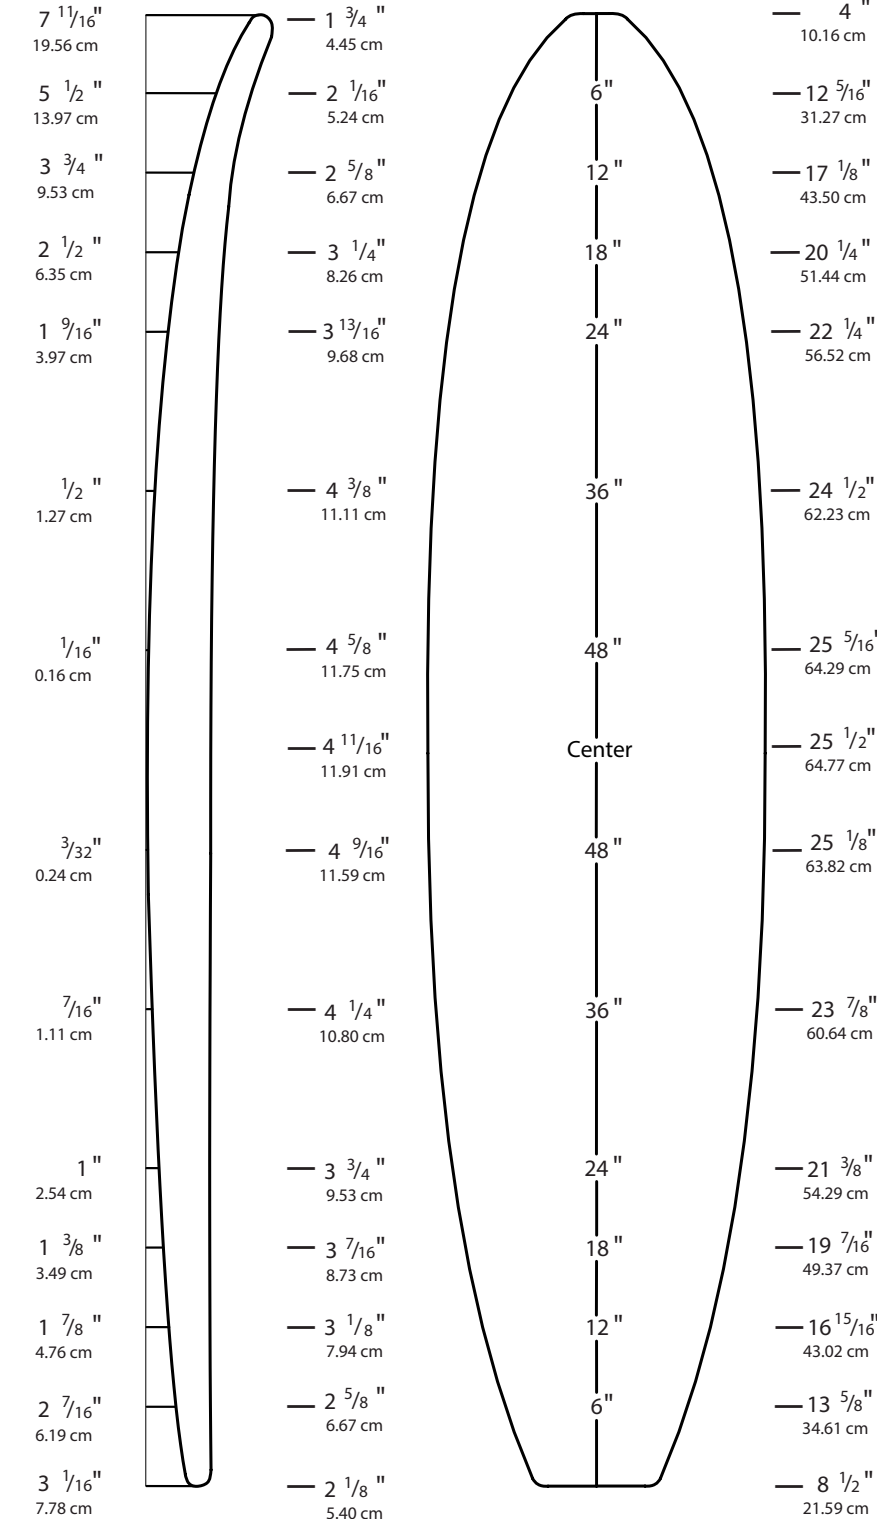 7 11/16" 1 3/4 " 4 "
19.56 cm 4.45 cm 10.16 cm
5 1/2 " 2 1/16" 6" 12 5/16"
13.97 cm 5.24 cm 31.27 cm
3 3/4 " 2 5/8 " 12 " 17 1/8 "
9.53 cm 6.67 cm 43.50 cm
2 1/2 " 3 1/4" 18 " 20 1/4 "
6.35 cm 8.26 cm 51.44 cm
1 9/16" 3 13/16" 24 " 22 1/4 "
3.97 cm 9.68 cm 56.52 cm
1/2 " 4 3/8 " 36 " 24 1/2"
1.27 cm 11.11 cm 62.23 cm
1/16" 4 5/8 " 48 " 25 5/16"
0.16 cm 11.75 cm 64.29 cm
4 11/16" Center 25 1/2"
11.91 cm 64.77 cm
3/32" 4 9/16" 48 " 25 1/8"
0.24 cm 11.59 cm 63.82 cm
7/16" 4 1/4 " 36 " 23 7/8"
1.11 cm 10.80 cm 60.64 cm
1 " 3 3/4 " 24 " 21 3/8"
2.54 cm 9.53 cm 54.29 cm
1 3/8 " 3 7/16" 18 " 19 7/16"
3.49 cm 8.73 cm 49.37 cm
1 7/8 " 3 1/8 " 12 " 16 15/16"
4.76 cm 7.94 cm 43.02 cm
2 7/16" 2 5/8 " 6" 13 5/8"
6.19 cm 6.67 cm 34.61 cm
3 1/16" 2 1/8 " 8 1/2 "
7.78 cm 5.40 cm 21.59 cm